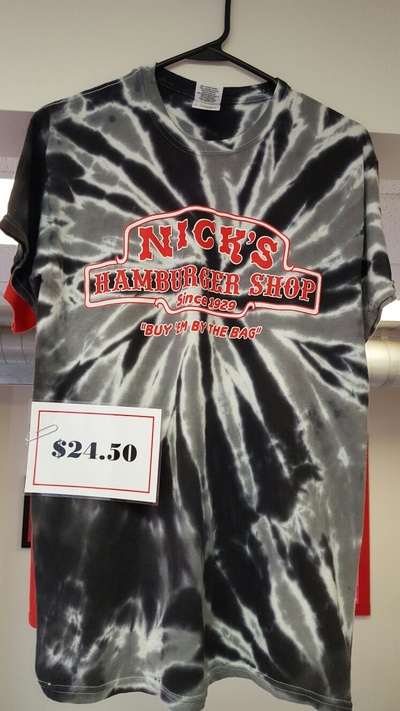 NICK'S
HAMBURGER SHOP
Since 1929
"BUY 'EM BY THE BAG"
$24.50